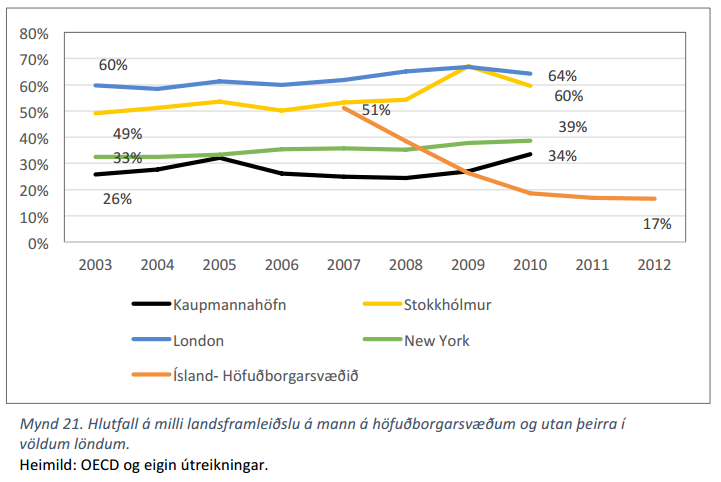 80%
70%
60%
50%
40%
30%
20%
10%
0%
60%
49%
33%
26%
51%
64%
60%
39%
34%
17%
2003 2004 2005 2006 2007 2008 2009 2010 2011 2012
Kaupmannahöfn Stokkhólmur
London New York
Ísland- Höfuðborgarsvæðið
Mynd 21. Hlutfall á milli landsframleiðslu á mann á höfuðborgarsvæðum og utan þeirra í
völdum löndum.
Heimild: OECD og eigin útreikningar.